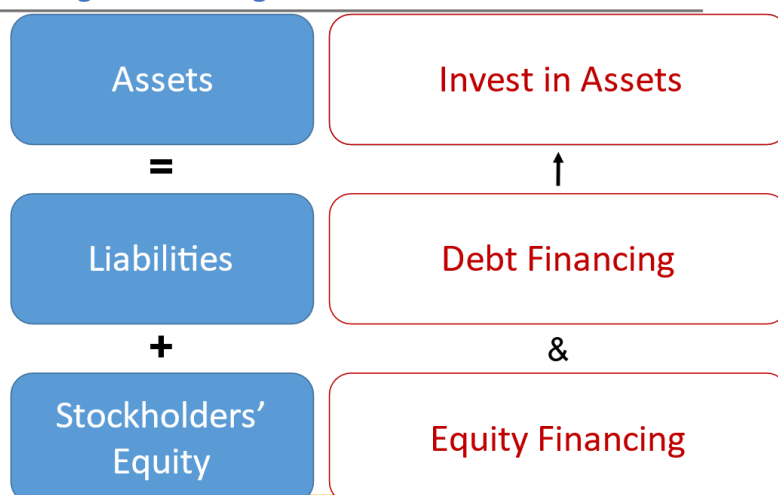 Assets
Invest in Assets
=
↑
Liabilities
Debt Financing
+
&
Stockholders’
Equity
Equity Financing